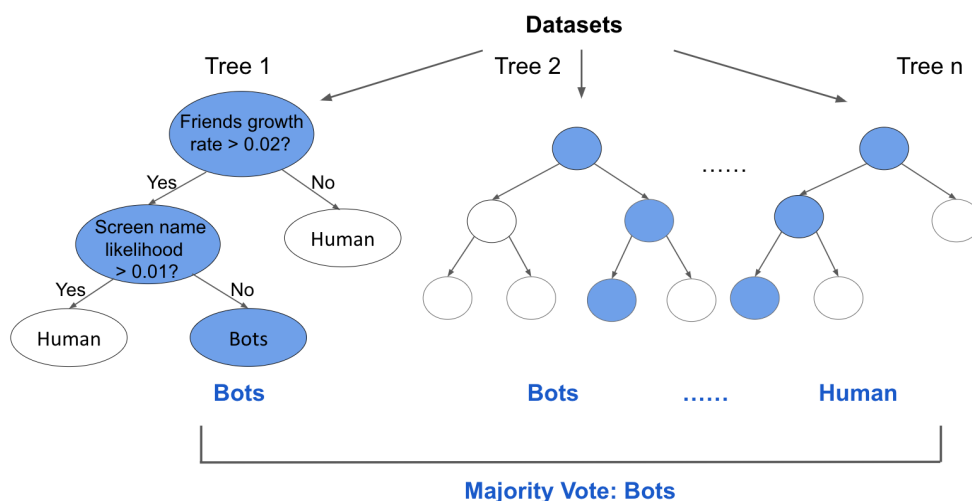 Datasets
Tree 1
Tree 2
Tree n
Friends growth
rate > 0.02?
......
Yes
No
Screen name
likelihood
> 0.01?
Human
Yes
No
Human
Bots
Bots
Bots
......
Human
Majority Vote: Bots